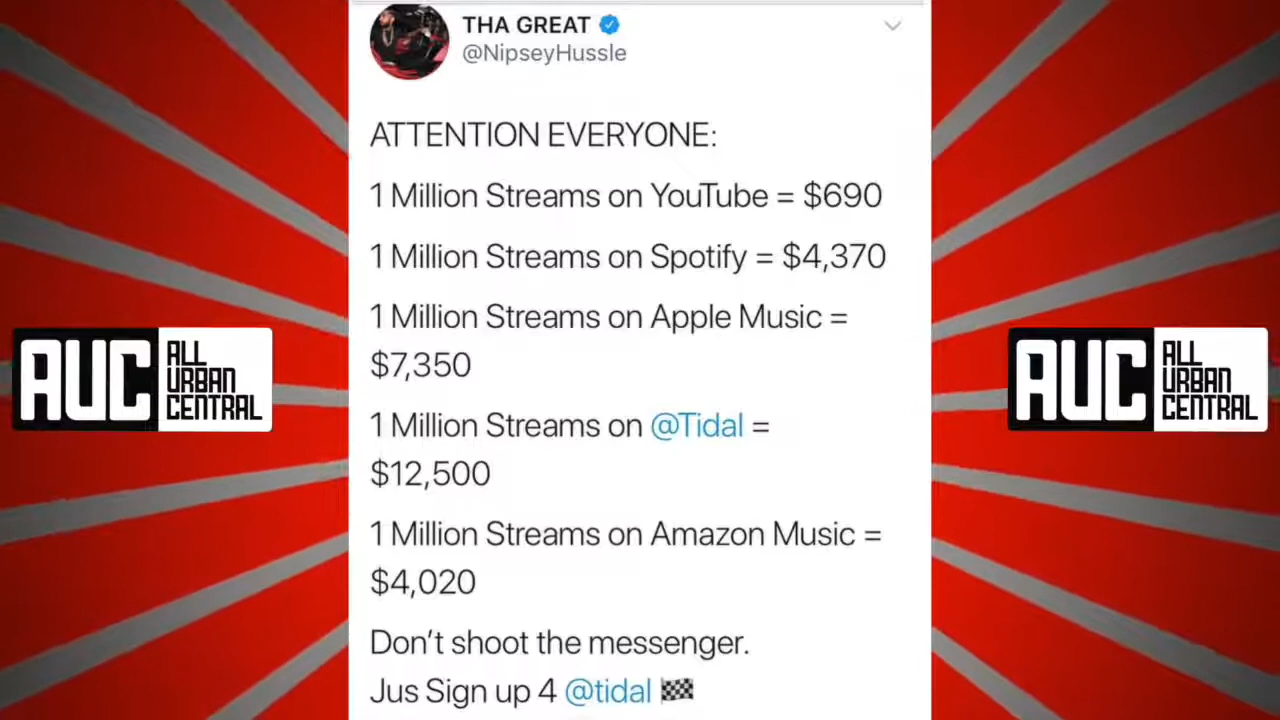 THA GREAT
@NipseyHussle
ATTENTION EVERYONE:
1 Million Streams on YouTube = $690
1 Million Streams on Spotify = $4,370
1 Million Streams on Apple Music =
$7,350
1 Million Streams on @Tidal =
$12,500
1 Million Streams on Amazon Music =
$4,020
Don't shoot the messenger.
Jus Sign up 4 @tidal 🏁
AUC
ALL
URBAN
CENTRAL
AUC
ALL
URBAN
CENTRAL